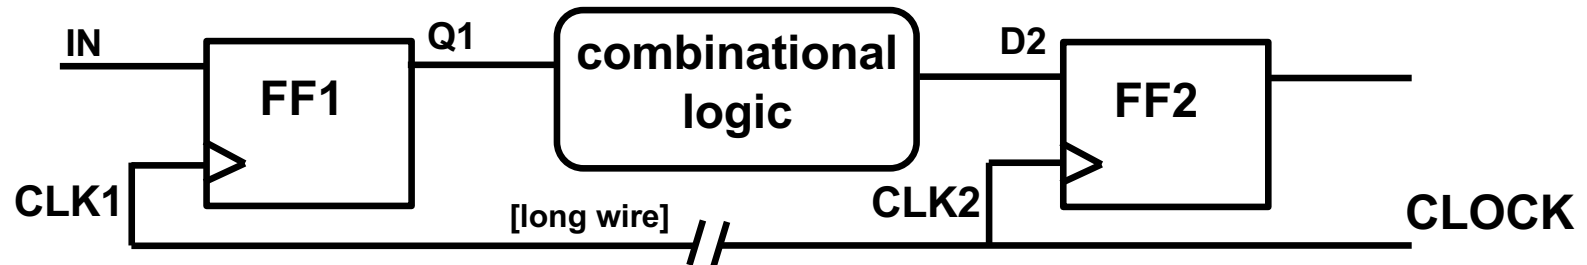 IN
Q1
combinational
logic
D2
FF1
FF2
CLK1
[long wire]
CLK2
CLOCK